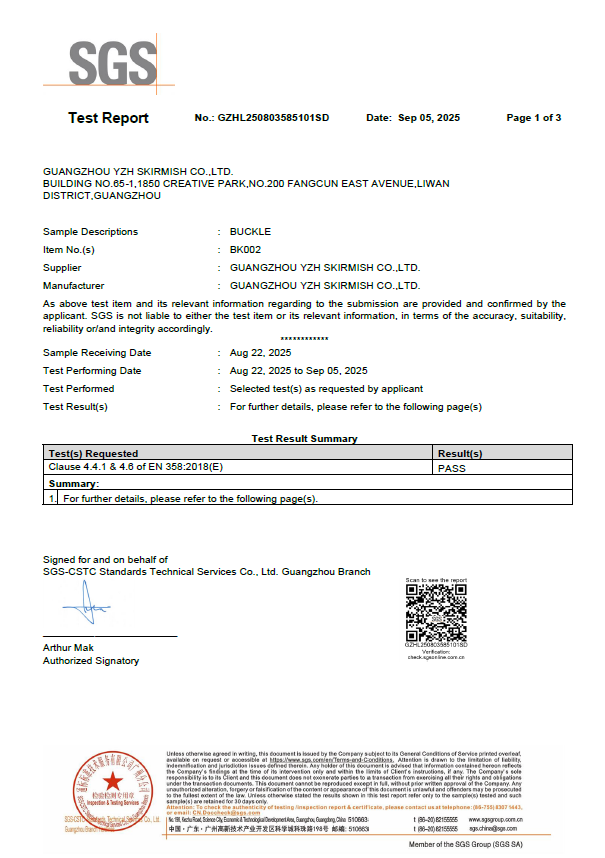 SGS
Test Report No.: GZHL250803585101SD Date: Sep 05, 2025 Page 1 of 3
GUANGZHOU YZH SKIRMISH CO.,LTD.
BUILDING NO.65-1,1850 CREATIVE PARK,NO.200 FANGCUN EAST AVENUE,LIWAN
DISTRICT,GUANGZHOU
Sample Descriptions : BUCKLE
Item No.(s) : BK002
Supplier : GUANGZHOU YZH SKIRMISH CO.,LTD.
Manufacturer : GUANGZHOU YZH SKIRMISH CO.,LTD.
As above test item and its relevant information regarding to the submission are provided and confirmed by the
applicant. SGS is not liable to either the test item or its relevant information, in terms of the accuracy, suitability,
reliability or/and integrity accordingly.
************
Sample Receiving Date : Aug 22, 2025
Test Performing Date : Aug 22, 2025 to Sep 05, 2025
Test Performed : Selected test(s) as requested by applicant
Test Result(s) : For further details, please refer to the following page(s)
Test Result Summary
Test(s) Requested Result(s)
Clause 4.4.1 & 4.6 of EN 358:2018(E) PASS
Summary:
1. For further details, please refer to the following page(s).
Signed for and on behalf of
SGS-CSTC Standards Technical Services Co., Ltd. Guangzhou Branch
Scan to see the report
SGS
GZHL250803585101SD
Verification:
check.sgsonline.com.cn
Arthur Mak
Authorized Signatory
Unless otherwise agreed in writing, this document is issued by the Company subject to its General Conditions of Service printed overleaf,
available on request or accessible at https://www.sgs.com/en/Terms-and-Conditions. Attention is drawn to the limitation of liability,
indemnification and jurisdiction issues defined therein. Any holder of this document is advised that information contained hereon reflects
the Company's findings at the time of its intervention only and within the limits of Client's instructions, if any. The Company's sole
responsibility is to its Client and this document does not exonerate parties to a transaction from exercising all their rights and obligations
under the transaction documents. This document cannot be reproduced except in full, without prior written approval of the Company. Any
unauthorized alteration, forgery or falsification of the content or appearance of this document is unlawful and offenders may be prosecuted
to the fullest extent of the law. Unless otherwise stated the results shown in this test report refer only to the sample(s) tested and such
sample(s) are retained for 30 days only.
Attention: To check the authenticity of testing /inspection report & certificate, please contact us at telephone: (86-755) 8307 1443,
or email: CN.Doccheck@sgs.com
检验检测专用章
Inspection & Testing Services
SGS-CSTC Standards Technical Services Co., Ltd.
Guangzhou Branch
No.198, Kezhu Road, Science City, Economic & Technological Development Area, Guangzhou, Guangdong, China 510663 t (86–20) 82155555 www.sgsgroup.com.cn
中国·广东·广州高新技术产业开发区科学城科珠路198号 邮编: 510663 t (86–20) 82155555 sgs.china@sgs.com
Member of the SGS Group (SGS SA)